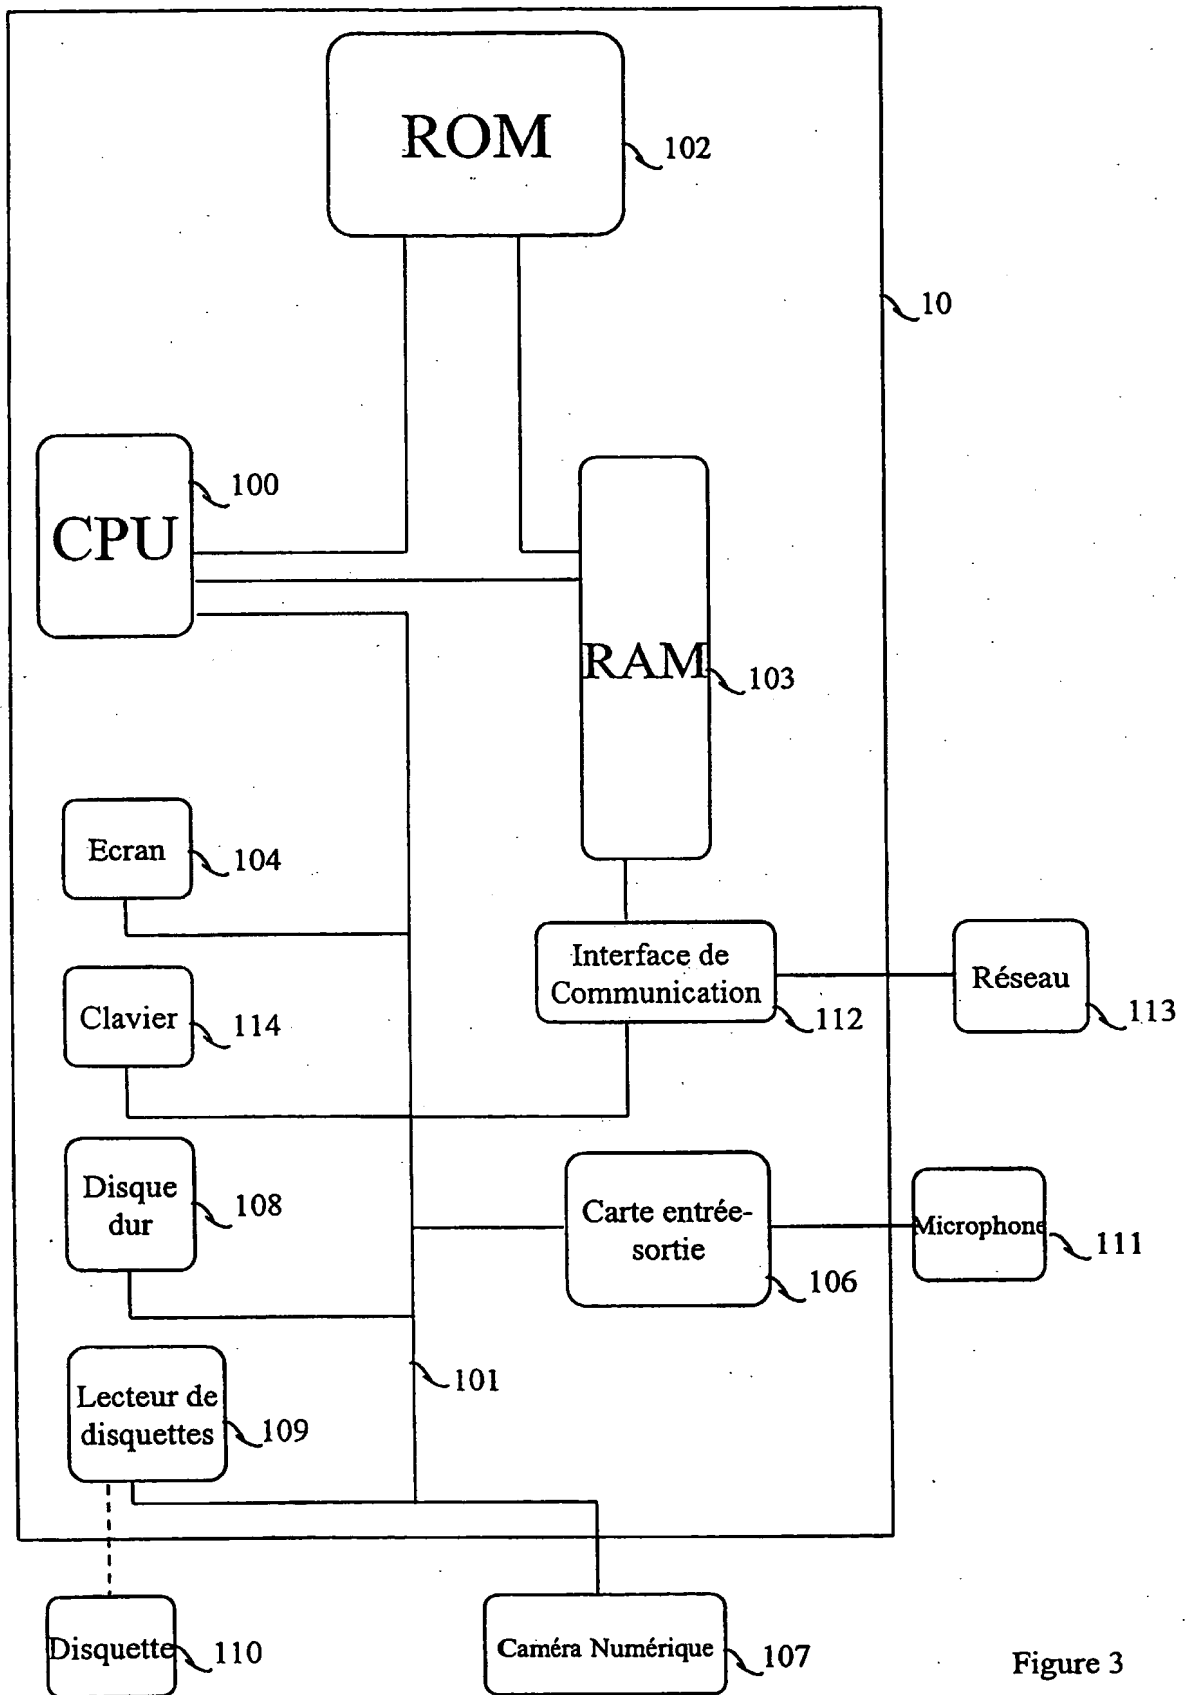 ROM
102
10
100
CPU
RAM
103
Ecran
104
Interface de
Communication
112
Réseau
113
Clavier
114
Disque
dur
108
Carte entrée-
sortie
106
Microphone
111
101
Lecteur de
disquettes
109
Disquette
110
Caméra Numérique
107
Figure 3